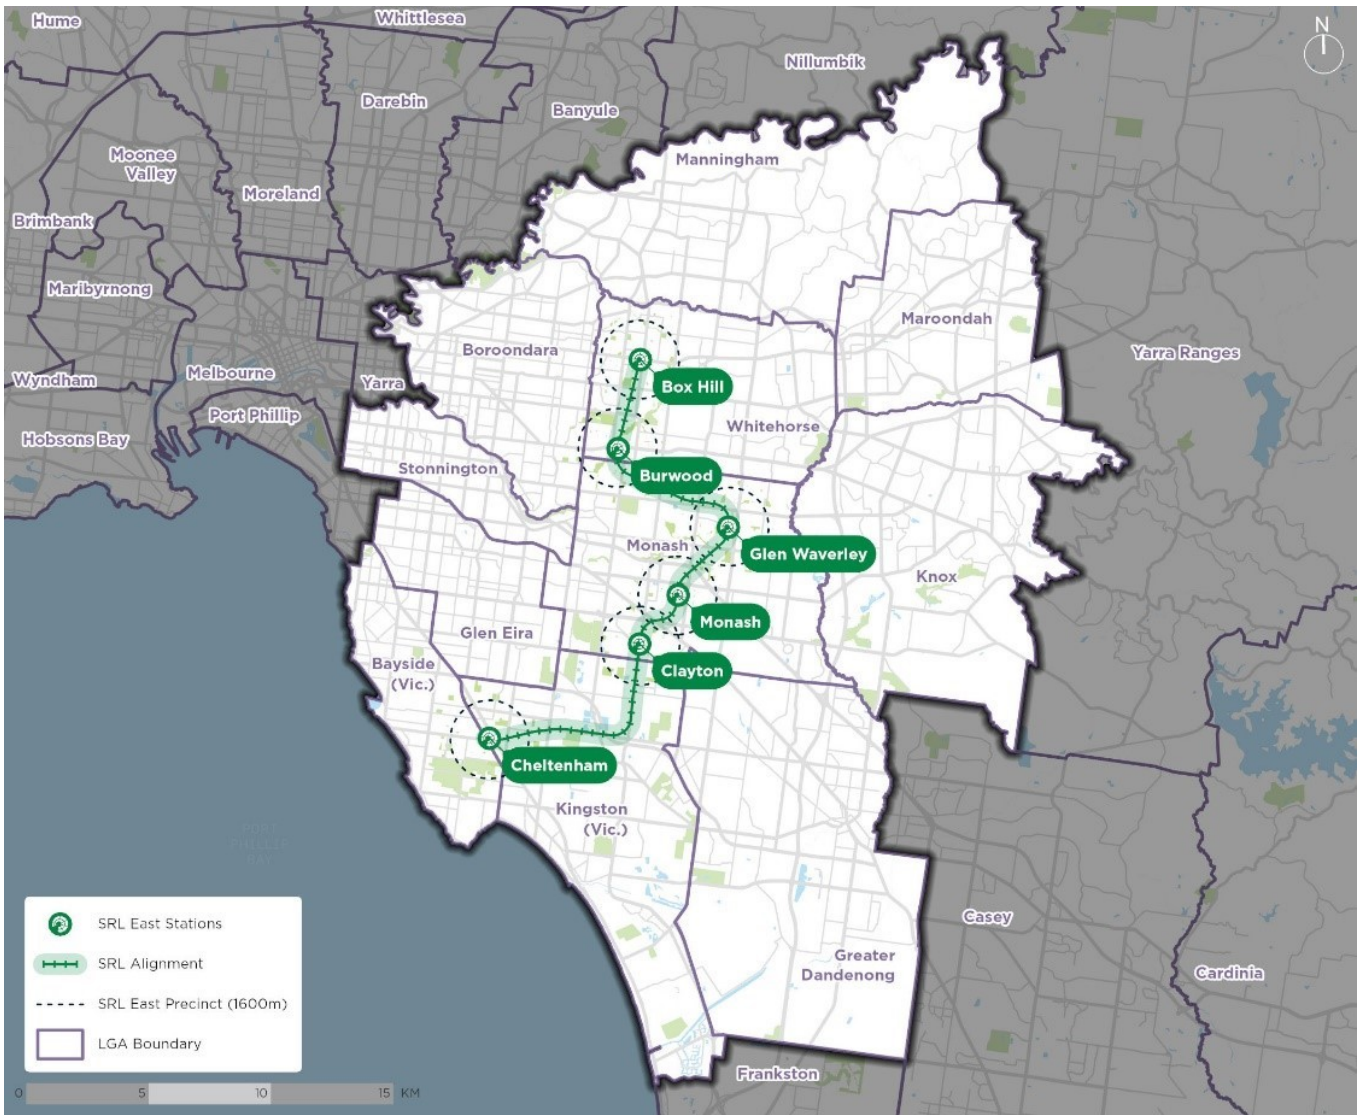 Hume
Whittlesea
N
Nillumbik
Darebin
Banyule
Moonee
Valley
Manningham
Moreland
Brimbank
Maribyrnong
Maroondah
Boroondara
Yarra Ranges
Wyndham
Melbourne
Yarra
Box Hill
Port Phillip
Hobsons Bay
Whitehorse
Stonnington
Burwood
Monash
Glen Waverley
Knox
Monash
Glen Eira
Clayton
Bayside
(Vic.)
Cheltenham
Kingston
(Vic.)
PORT
PHILLIP
BAY
SRL East Stations
Casey
SRL Alignment
Greater
Dandenong
Cardinia
SRL East Precinct (1600m)
LGA Boundary
Frankston
0 5 10 15 KM